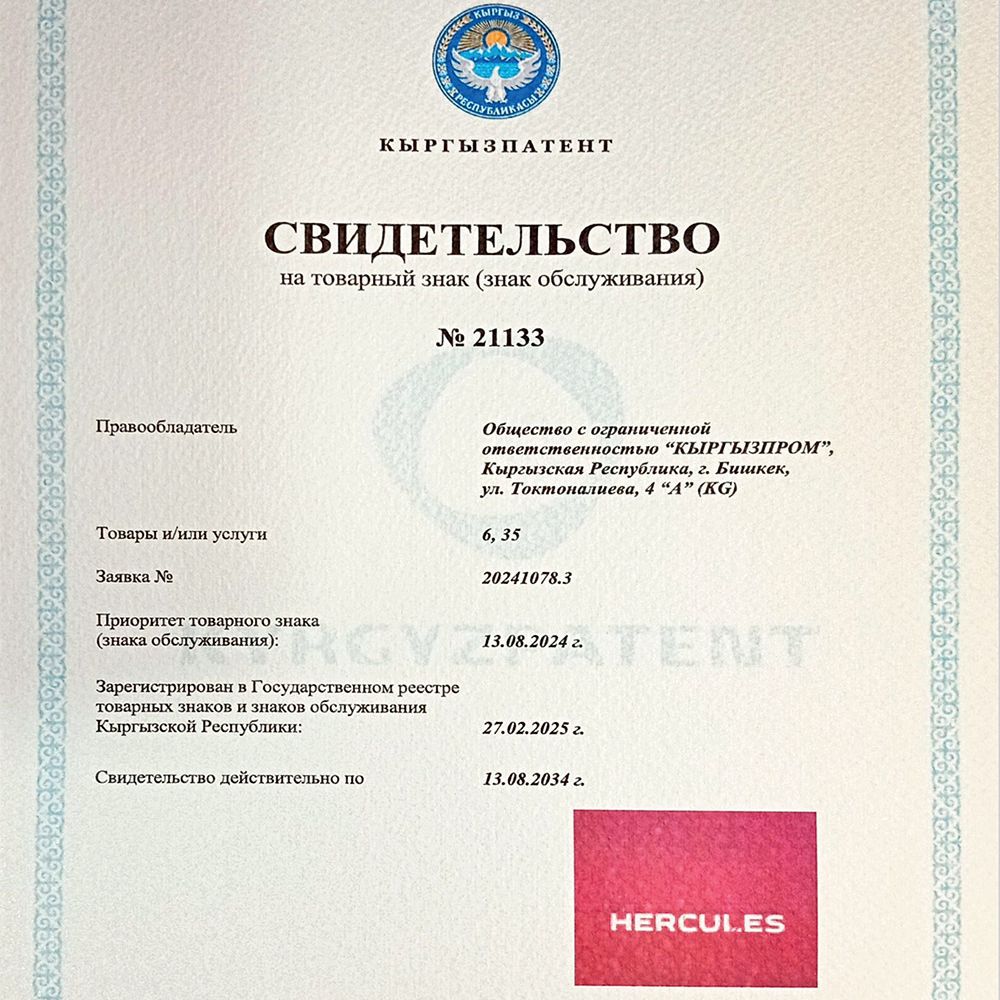 КЫРГЫЗ
РЕСПУБЛИКАСЫ
КЫРГЫЗПАТЕНТ
СВИДЕТЕЛЬСТВО
на товарный знак (знак обслуживания)
№ 21133
Правообладатель
Общество с ограниченной
ответственностью “КЫРГЫЗПРОМ”,
Кыргызская Республика, г. Бишкек,
ул. Токтоналиева, 4 “А” (KG)
Товары и/или услуги
6, 35
Заявка №
20241078.3
Приоритет товарного знака
(знака обслуживания):
13.08.2024 г.
KYRGYZPATENT
Зарегистрирован в Государственном реестре
товарных знаков и знаков обслуживания
Кыргызской Республики:
27.02.2025 г.
Свидетельство действительно по
13.08.2034 г.
HERCULES